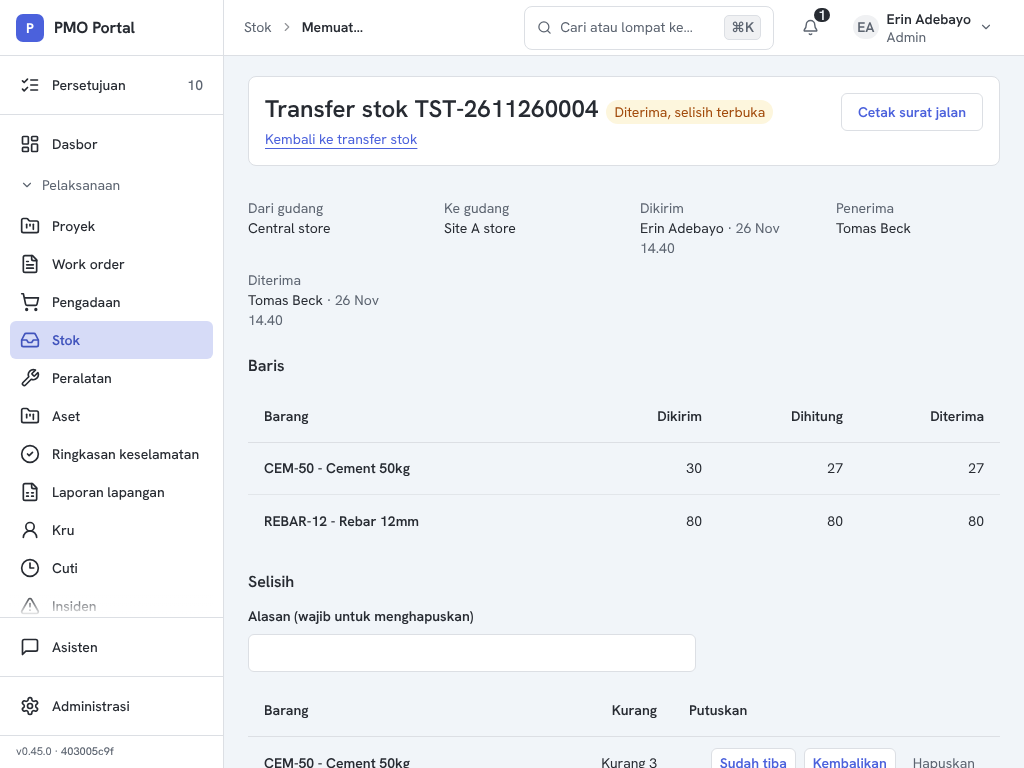 P PMO Portal
Stok > Memuat...
Cari atau lompat ke... ⌘K
1
EA Erin Adebayo
Admin
Persetujuan 10
Dasbor
Pelaksanaan
Proyek
Work order
Pengadaan
Stok
Peralatan
Aset
Ringkasan keselamatan
Laporan lapangan
Kru
Cuti
Insiden
Asisten
Administrasi
v0.45.0 · 403005c9f
Transfer stok TST-2611260004 Diterima, selisih terbuka
Kembali ke transfer stok
Cetak surat jalan
Dari gudang
Central store
Ke gudang
Site A store
Dikirim
Erin Adebayo · 26 Nov
14.40
Penerima
Tomas Beck
Diterima
Tomas Beck · 26 Nov
14.40
Baris
Barang Dikirim Dihitung Diterima
CEM-50 - Cement 50kg 30 27 27
REBAR-12 - Rebar 12mm 80 80 80
Selisih
Alasan (wajib untuk menghapuskan)
Barang Kurang Putuskan
CEM-50 - Cement 50kg Kurang 3 Sudah tiba Kembalikan Hapuskan